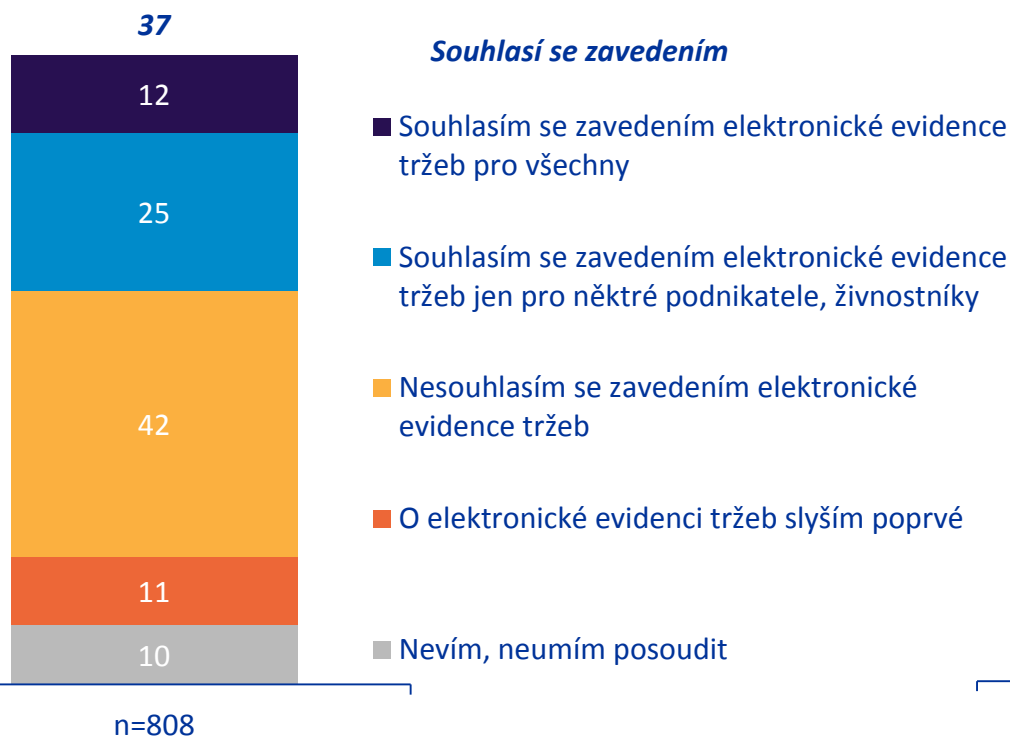 37
Souhlasí se zavedením
12
Souhlasím se zavedením elektronické evidence
tržeb pro všechny
25
Souhlasím se zavedením elektronické evidence
tržeb jen pro něktré podnikatele, živnostníky
42
Nesouhlasím se zavedením elektronické
evidence tržeb
11
O elektronické evidenci tržeb slyším poprvé
10
Nevím, neumím posoudit
n=808